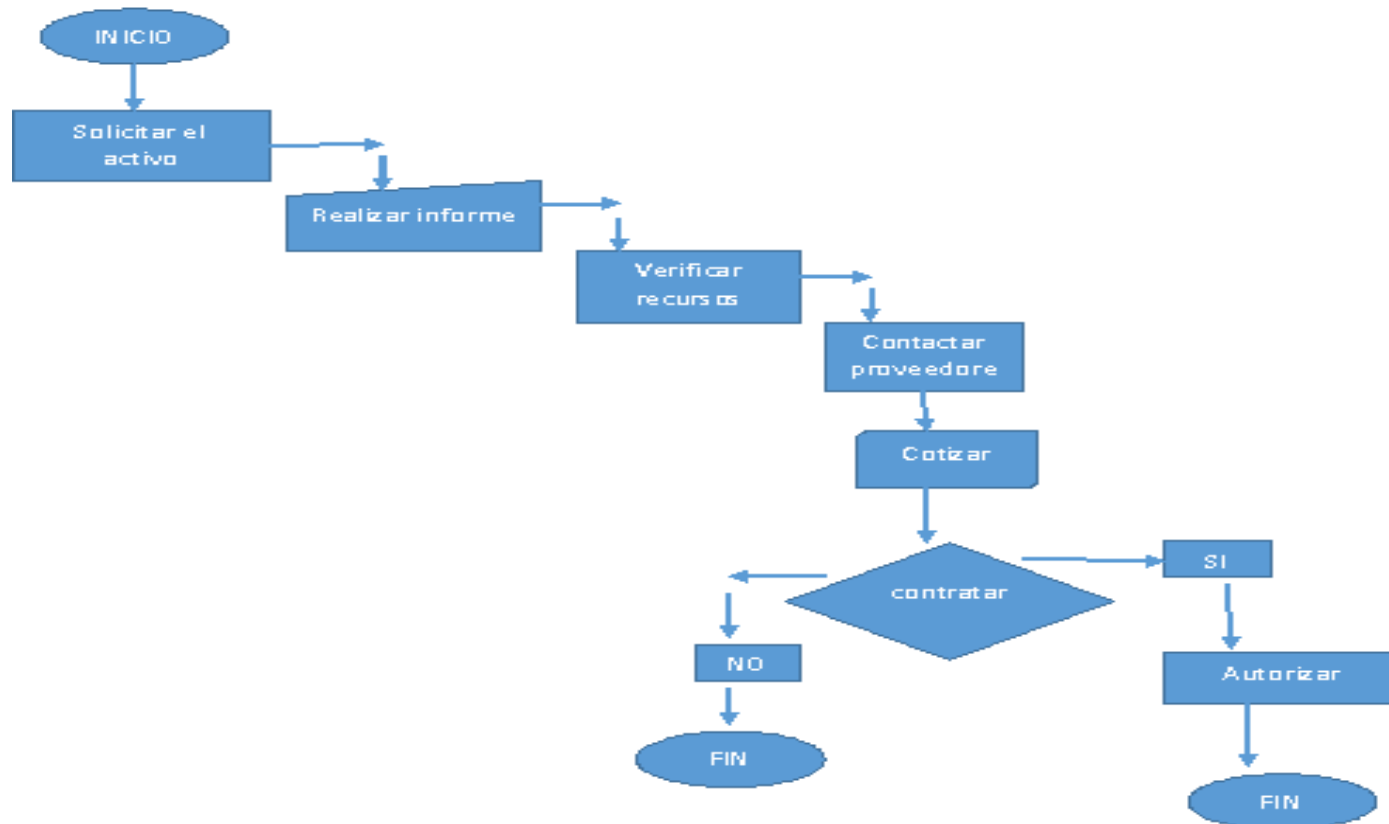 INICIO
Solicitar el
activo
Realizar informe
Verificar
recursos
Contactar
proveedore
Cotizar
contratar
SI
NO
Autorizar
FIN
FIN